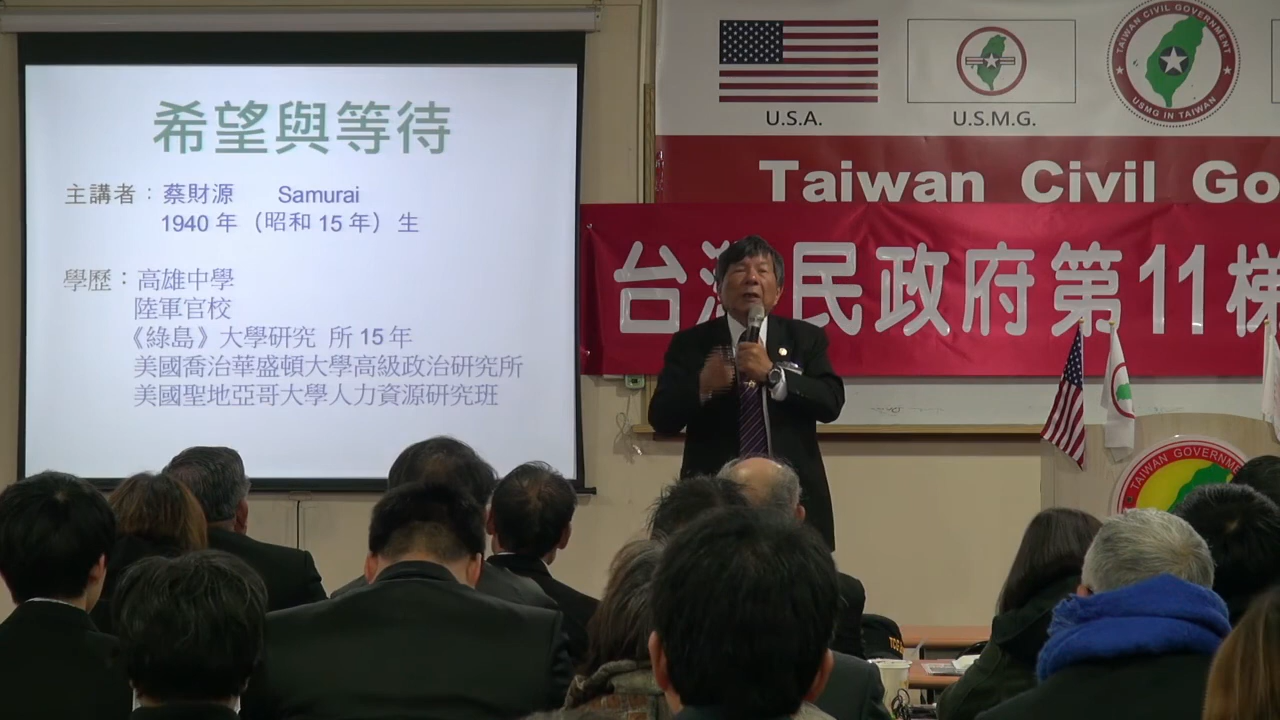 希望與等待
主講者：蔡財源 Samurai
1940 年（昭和 15 年）生
學歷：高雄中學
陸軍官校
《綠島》大學研究 所 15 年
美國喬治華盛頓大學高級政治研究所
美國聖地亞哥大學人力資源研究班
U.S.A.
U.S.M.G.
TAIWAN CIVIL GOVERNMENT
USMG IN TAIWAN
Taiwan Civil Go
台灣民政府第11梯
TAIWAN GOVERNMENT